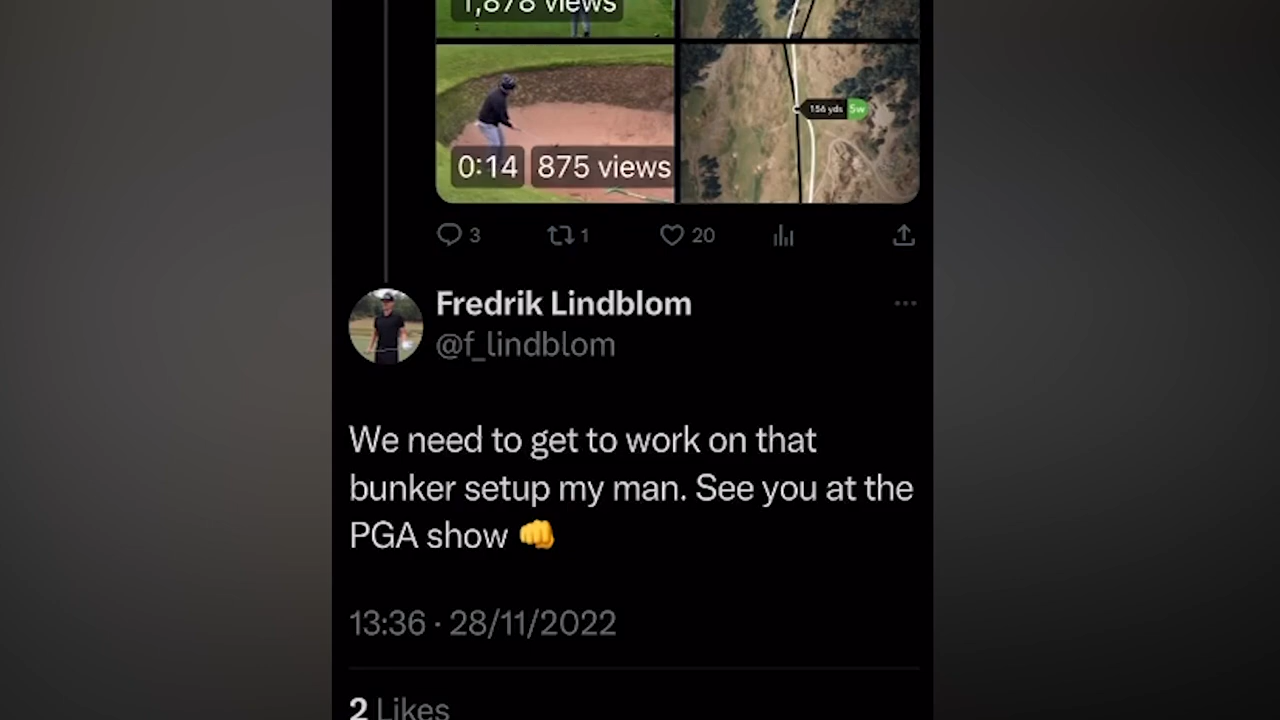 1,878 views
156 yds 5w
0:14 875 views
3 1 20
Fredrik Lindblom
@f_lindblom
We need to get to work on that
bunker setup my man. See you at the
PGA show 👊
13:36 · 28/11/2022
2 Likes